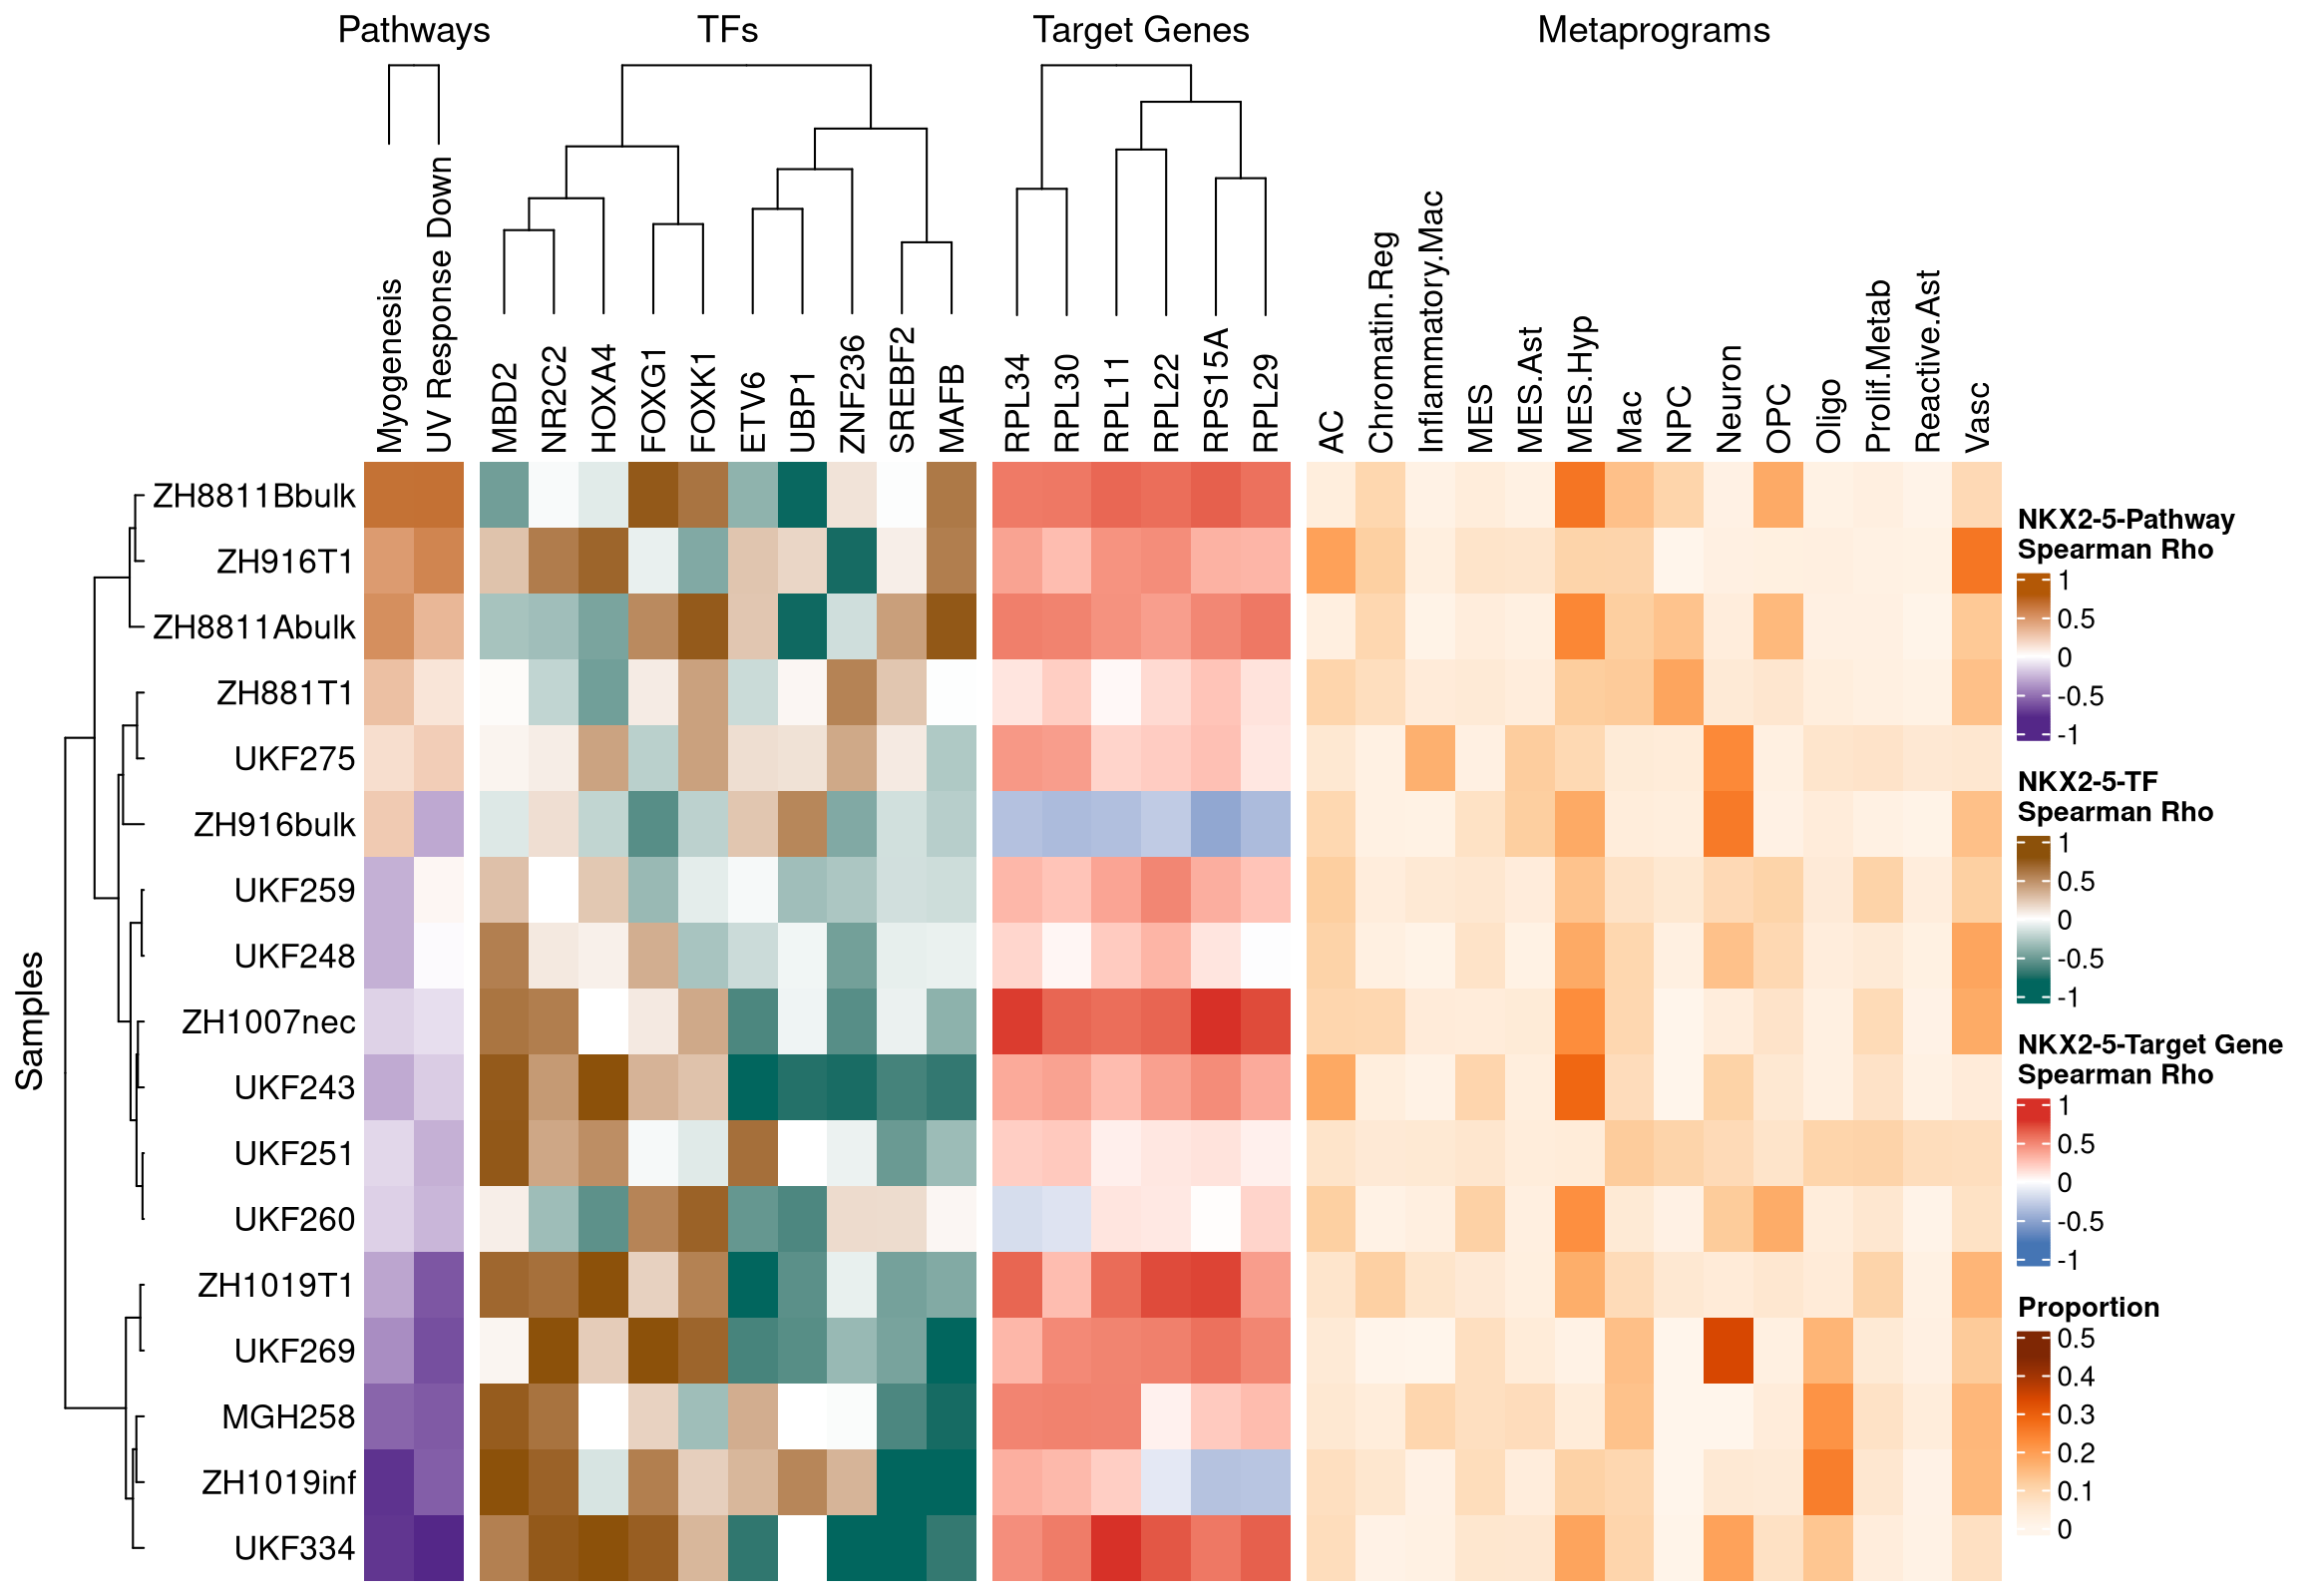 Pathways
TFs
Target Genes
Metaprograms
Myogenesis
UV Response Down
MBD2
NR2C2
HOXA4
FOXG1
FOXK1
ETV6
UBP1
ZNF236
SREBF2
MAFB
RPL34
RPL30
RPL11
RPL22
RPS15A
RPL29
AC
Chromatin.Reg
Inflammatory.Mac
MES
MES.Ast
MES.Hyp
Mac
NPC
Neuron
OPC
Oligo
Prolif.Metab
Reactive.Ast
Vasc
Samples
ZH8811Bbulk
ZH916T1
ZH8811Abulk
ZH881T1
UKF275
ZH916bulk
UKF259
UKF248
ZH1007nec
UKF243
UKF251
UKF260
ZH1019T1
UKF269
MGH258
ZH1019inf
UKF334
NKX2-5-Pathway
Spearman Rho
1
0.5
0
-0.5
-1
NKX2-5-TF
Spearman Rho
1
0.5
0
-0.5
-1
NKX2-5-Target Gene
Spearman Rho
1
0.5
0
-0.5
-1
Proportion
0.5
0.4
0.3
0.2
0.1
0